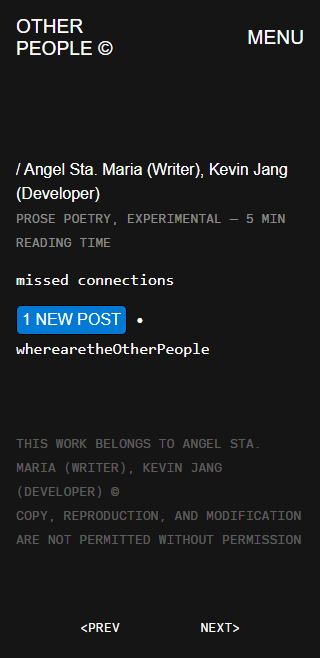 OTHER
PEOPLE ©
MENU
/ Angel Sta. Maria (Writer), Kevin Jang
(Developer)
PROSE POETRY, EXPERIMENTAL — 5 MIN
READING TIME
missed connections
1 NEW POST •
wherearetheOtherPeople
THIS WORK BELONGS TO ANGEL STA.
MARIA (WRITER), KEVIN JANG
(DEVELOPER) ©
COPY, REPRODUCTION, AND MODIFICATION
ARE NOT PERMITTED WITHOUT PERMISSION
<PREV NEXT>